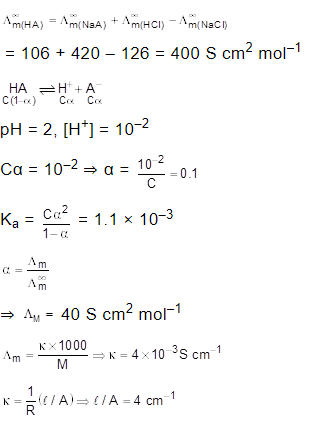 Λ∞m(HA) = Λ∞m(NaA) + Λ∞m(HCl) − Λ∞m(NaCl)
= 106 + 420 – 126 = 400 S cm² mol⁻¹
HA ⇌ H⁺ + A⁻
C(1−α) Cα Cα
pH = 2, [H⁺] = 10⁻²
Cα = 10⁻² ⇒ α = 10⁻²/C = 0.1
Kₐ = Cα²/1−α = 1.1 × 10⁻³
α = Λm/Λ∞m
⇒ ΛM = 40 S cm² mol⁻¹
Λm = κ×1000/M ⇒ κ = 4×10⁻³S cm⁻¹
κ = 1/R (ℓ / A) ⇒ ℓ / A = 4 cm⁻¹